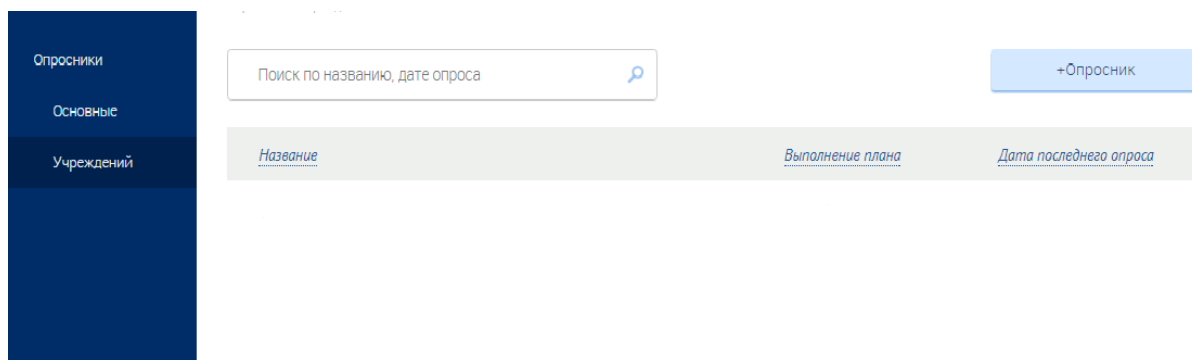 Опросники
Основные
Учреждений
Поиск по названию, дате опроса
+Опросник
Название
Выполнение плана
Дата последнего опроса